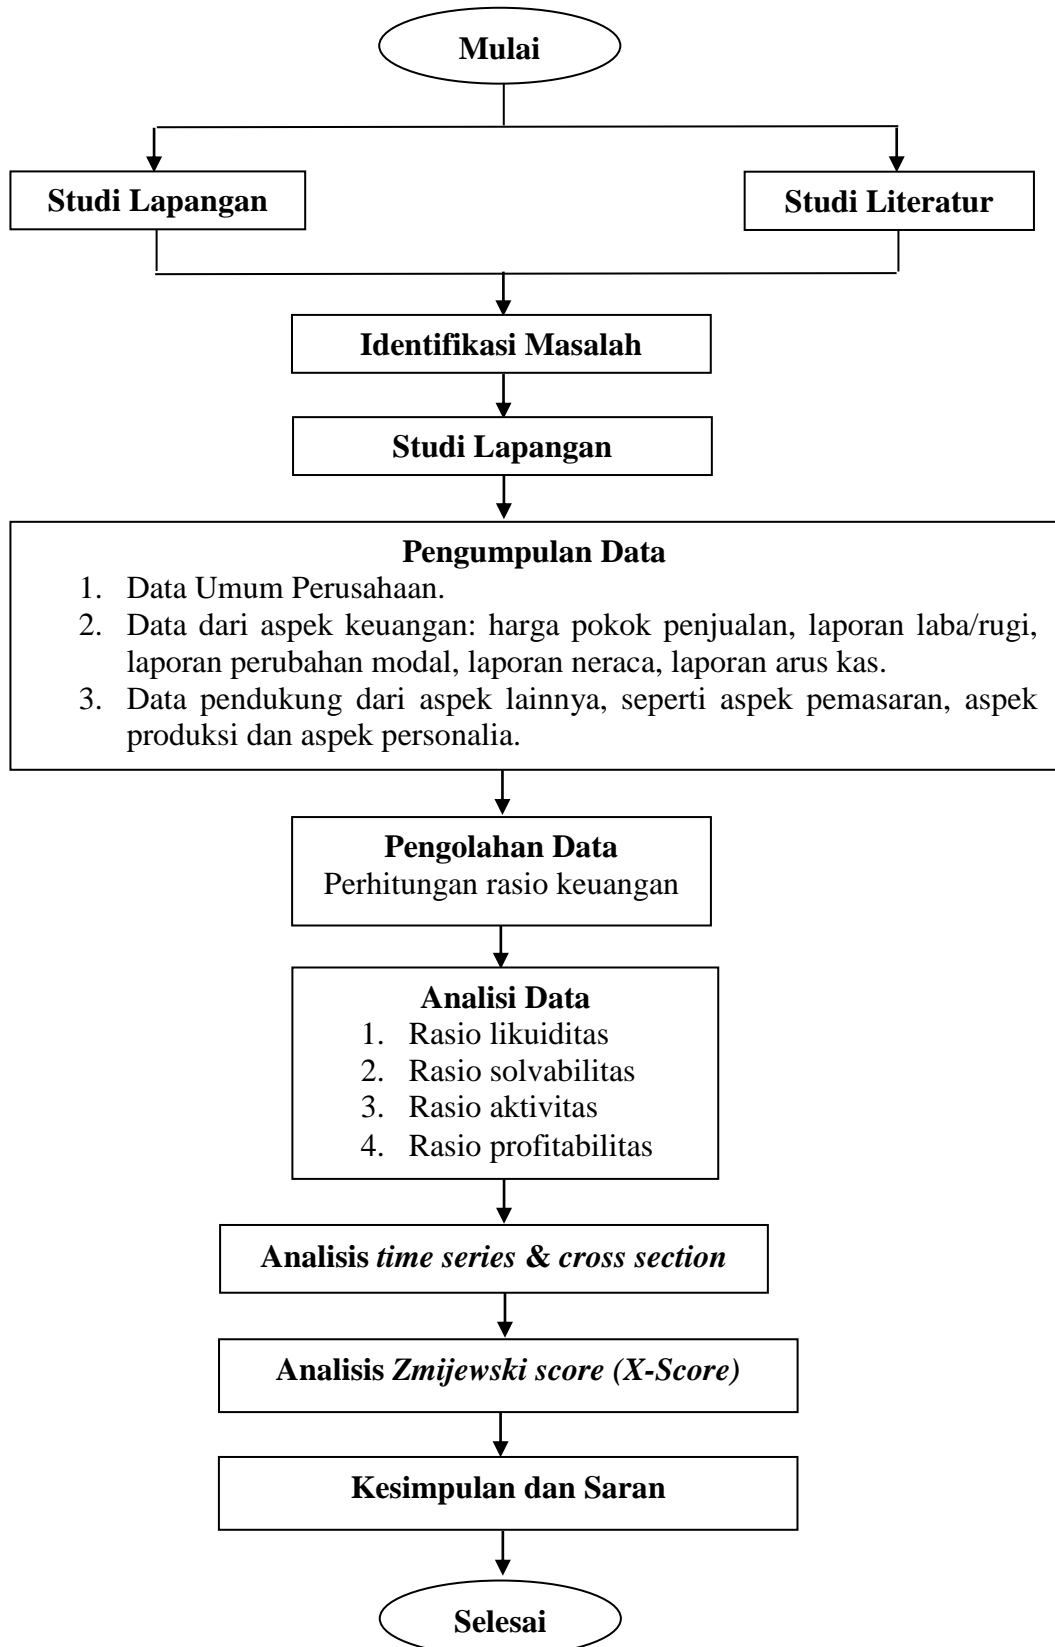 Mulai
Studi Lapangan
Studi Literatur
Identifikasi Masalah
Studi Lapangan
Pengumpulan Data
1. Data Umum Perusahaan.
2. Data dari aspek keuangan: harga pokok penjualan, laporan laba/rugi,
laporan perubahan modal, laporan neraca, laporan arus kas.
3. Data pendukung dari aspek lainnya, seperti aspek pemasaran, aspek
produksi dan aspek personalia.
Pengolahan Data
Perhitungan rasio keuangan
Analisi Data
1. Rasio likuiditas
2. Rasio solvabilitas
3. Rasio aktivitas
4. Rasio profitabilitas
Analisis time series & cross section
Analisis Zmijewski score (X-Score)
Kesimpulan dan Saran
Selesai